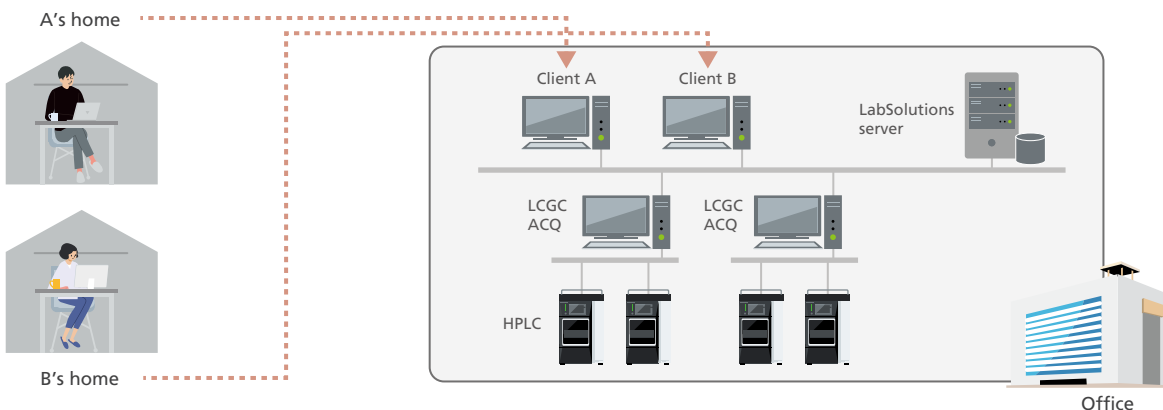 A's home
Client A
Client B
LabSolutions
server
LCGC
ACQ
LCGC
ACQ
HPLC
B's home
Office